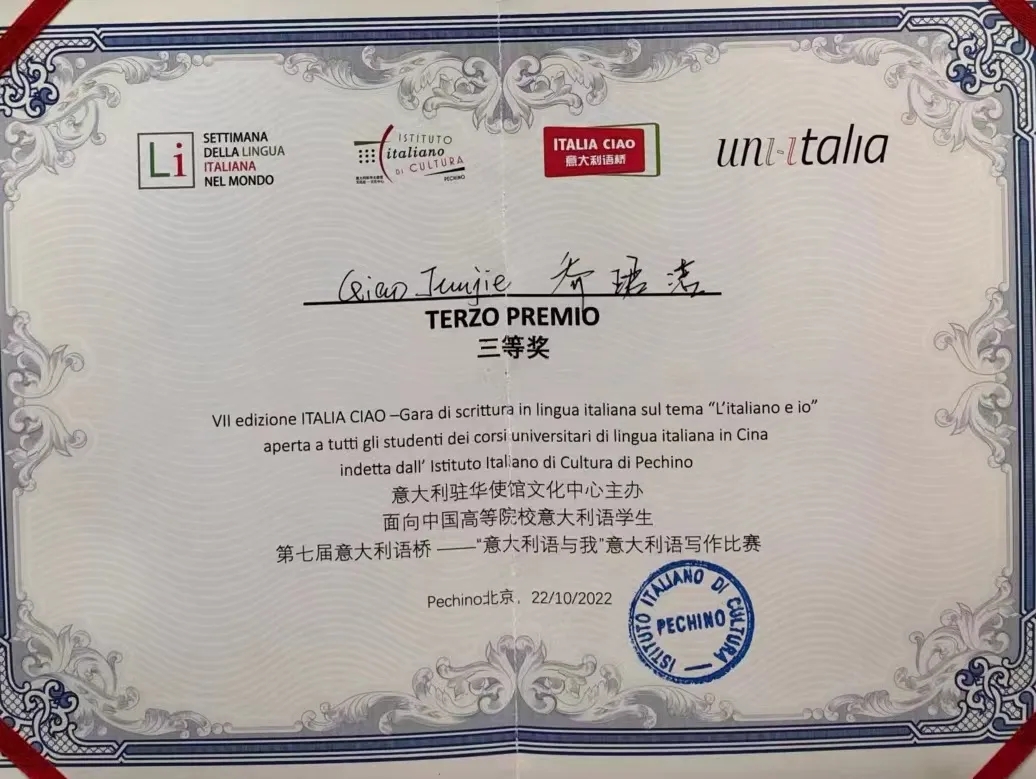 Li
SETTIMANA
DELLA LINGUA
ITALIANA
NEL MONDO
ISTITUTO
italiano
DI CULTURA
PECHINO
ITALIA CIAO
意大利语桥
uni-italia
Qiao Junjie 乔珺洁
TERZO PREMIO
三等奖
VII edizione ITALIA CIAO –Gara di scrittura in lingua italiana sul tema “L’italiano e io”
aperta a tutti gli studenti dei corsi universitari di lingua italiana in Cina
indetta dall’ Istituto Italiano di Cultura di Pechino
意大利驻华使馆文化中心主办
面向中国高等院校意大利语学生
第七届意大利语桥 ——“意大利语与我”意大利语写作比赛
Pechino北京，22/10/2022
ISTITUTO ITALIANO DI CULTURA
PECHINO